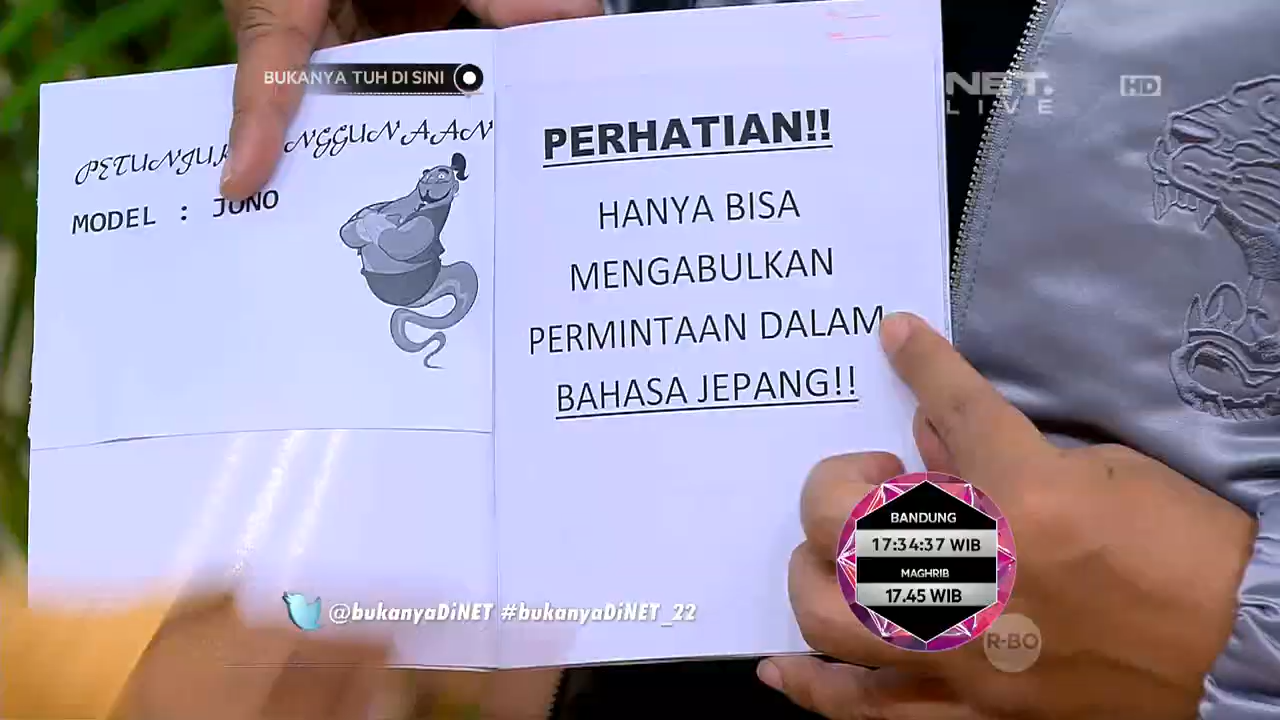 BUKANYA TUH DI SINI
NET.
LIVE
HD
PETUNJUK NGGUNAAN
MODEL : JUNO
PERHATIAN!!
HANYA BISA
MENGABULKAN
PERMINTAAN DALAM
BAHASA JEPANG!!
BANDUNG
17:34:37 WIB
MAGHRIB
17.45 WIB
@bukanyaDiNET #bukanyaDiNET_22
R-BO